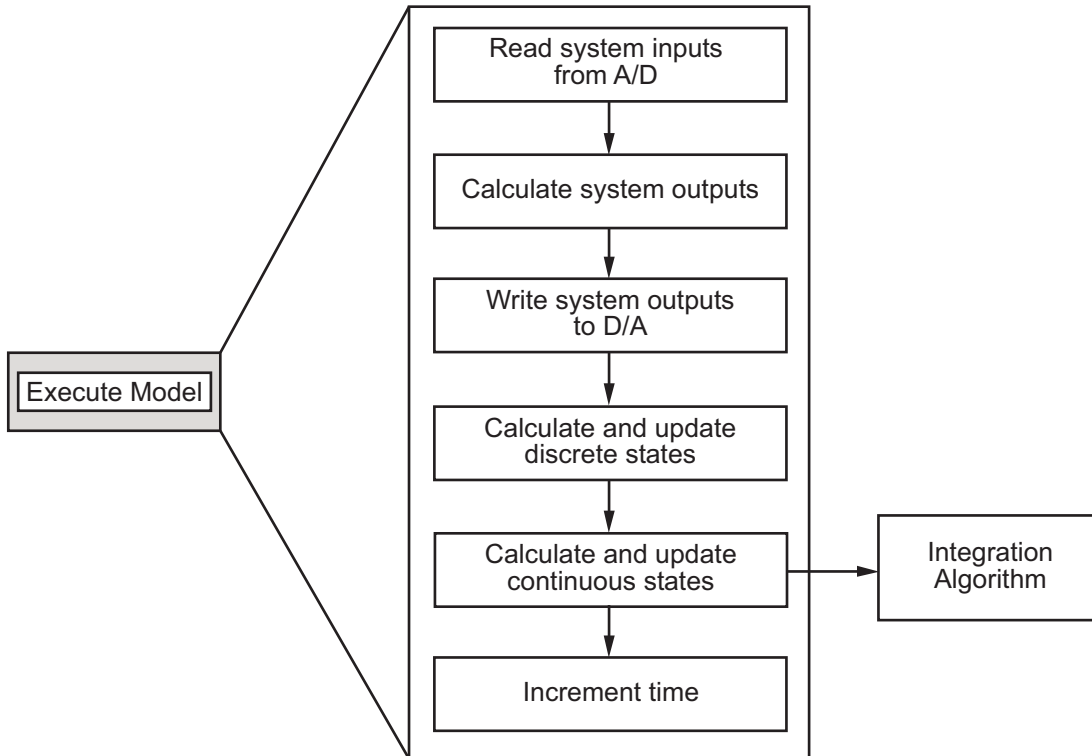 Read system inputs
from A/D
Calculate system outputs
Write system outputs
to D/A
Execute Model
Calculate and update
discrete states
Calculate and update
continuous states
Integration
Algorithm
Increment time